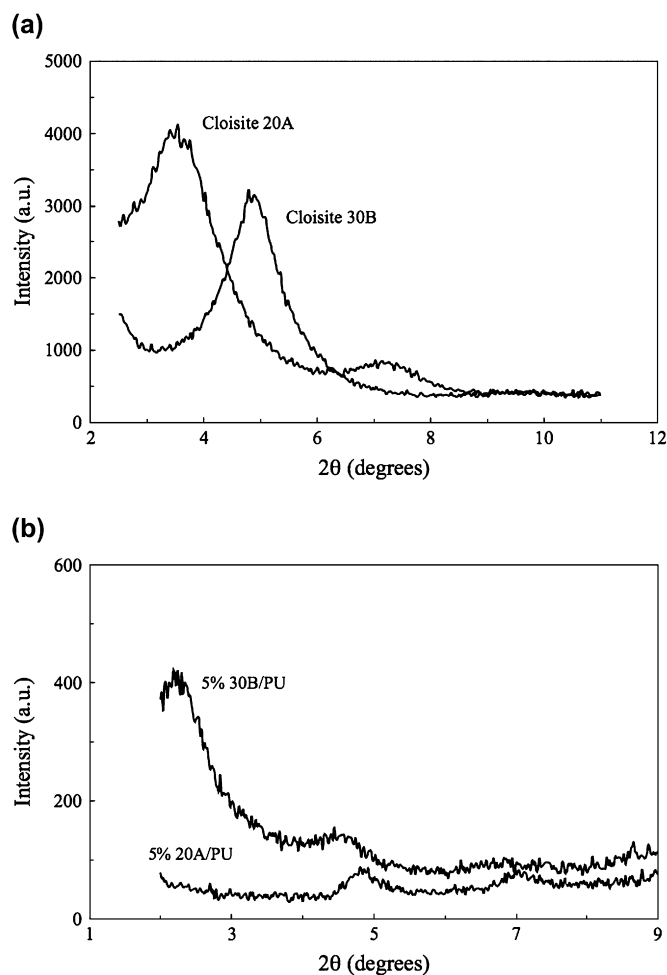 (a)
5000
4000
3000
2000
1000
0
Intensity (a.u.)
Cloisite 20A
Cloisite 30B
2 4 6 8 10 12
2θ (degrees)
(b)
600
400
200
0
Intensity (a.u.)
5% 30B/PU
5% 20A/PU
1 3 5 7 9
2θ (degrees)